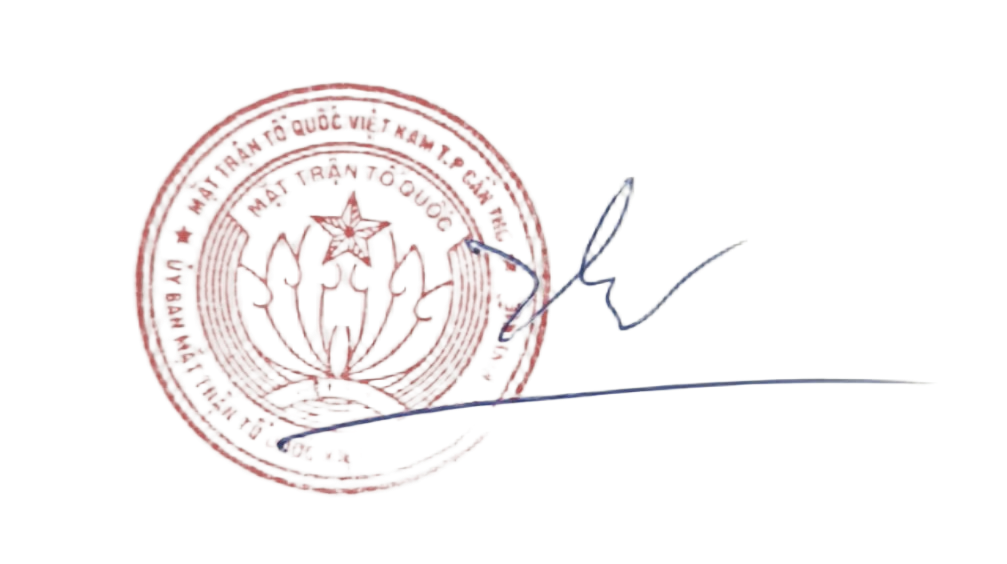 MẶT TRẬN TỔ QUỐC VIỆT NAM T.P CẦN THƠ
MẶT TRẬN TỔ QUỐC
ỦY BAN MẶT TRẬN TỔ QUỐC